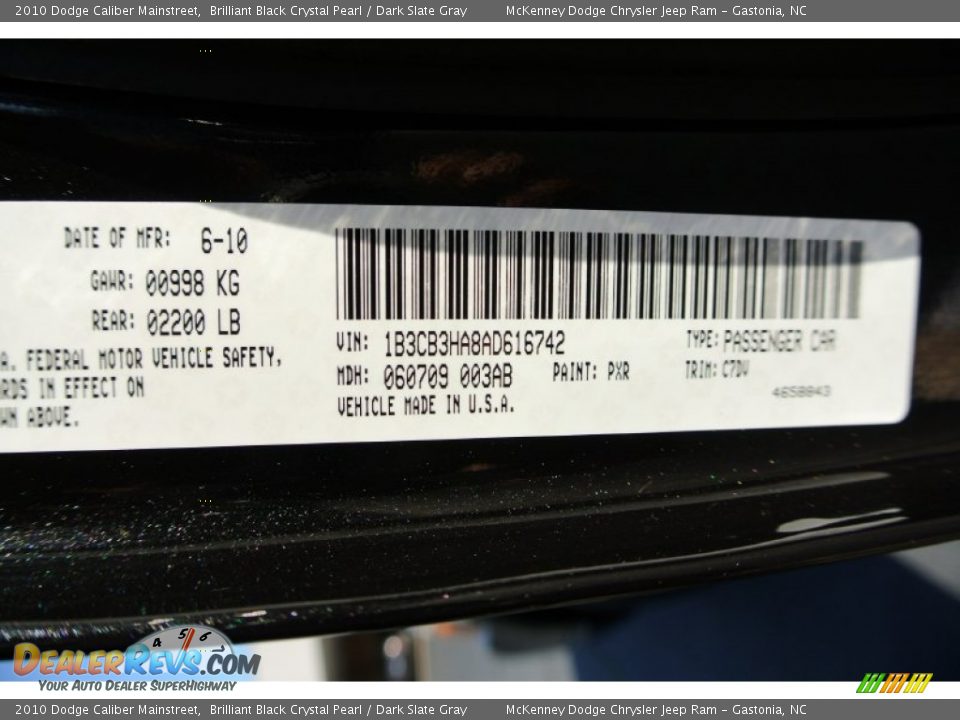 2010 Dodge Caliber Mainstreet, Brilliant Black Crystal Pearl / Dark Slate Gray McKenney Dodge Chrysler Jeep Ram - Gastonia, NC
DATE OF MFR: 6-10
GAWR: 00998 KG
REAR: 02200 LB
A. FEDERAL MOTOR VEHICLE SAFETY,
RDS IN EFFECT ON
WN ABOVE.
VIN: 1B3CB3HA8AD616742 TYPE: PASSENGER CAR
MDH: 060709 003AB PAINT: PXR TRIM: C7DV
VEHICLE MADE IN U.S.A. 4658843
4 5 6
DEALERREVS.COM
YOUR AUTO DEALER SUPERHIGHWAY
2010 Dodge Caliber Mainstreet, Brilliant Black Crystal Pearl / Dark Slate Gray McKenney Dodge Chrysler Jeep Ram - Gastonia, NC